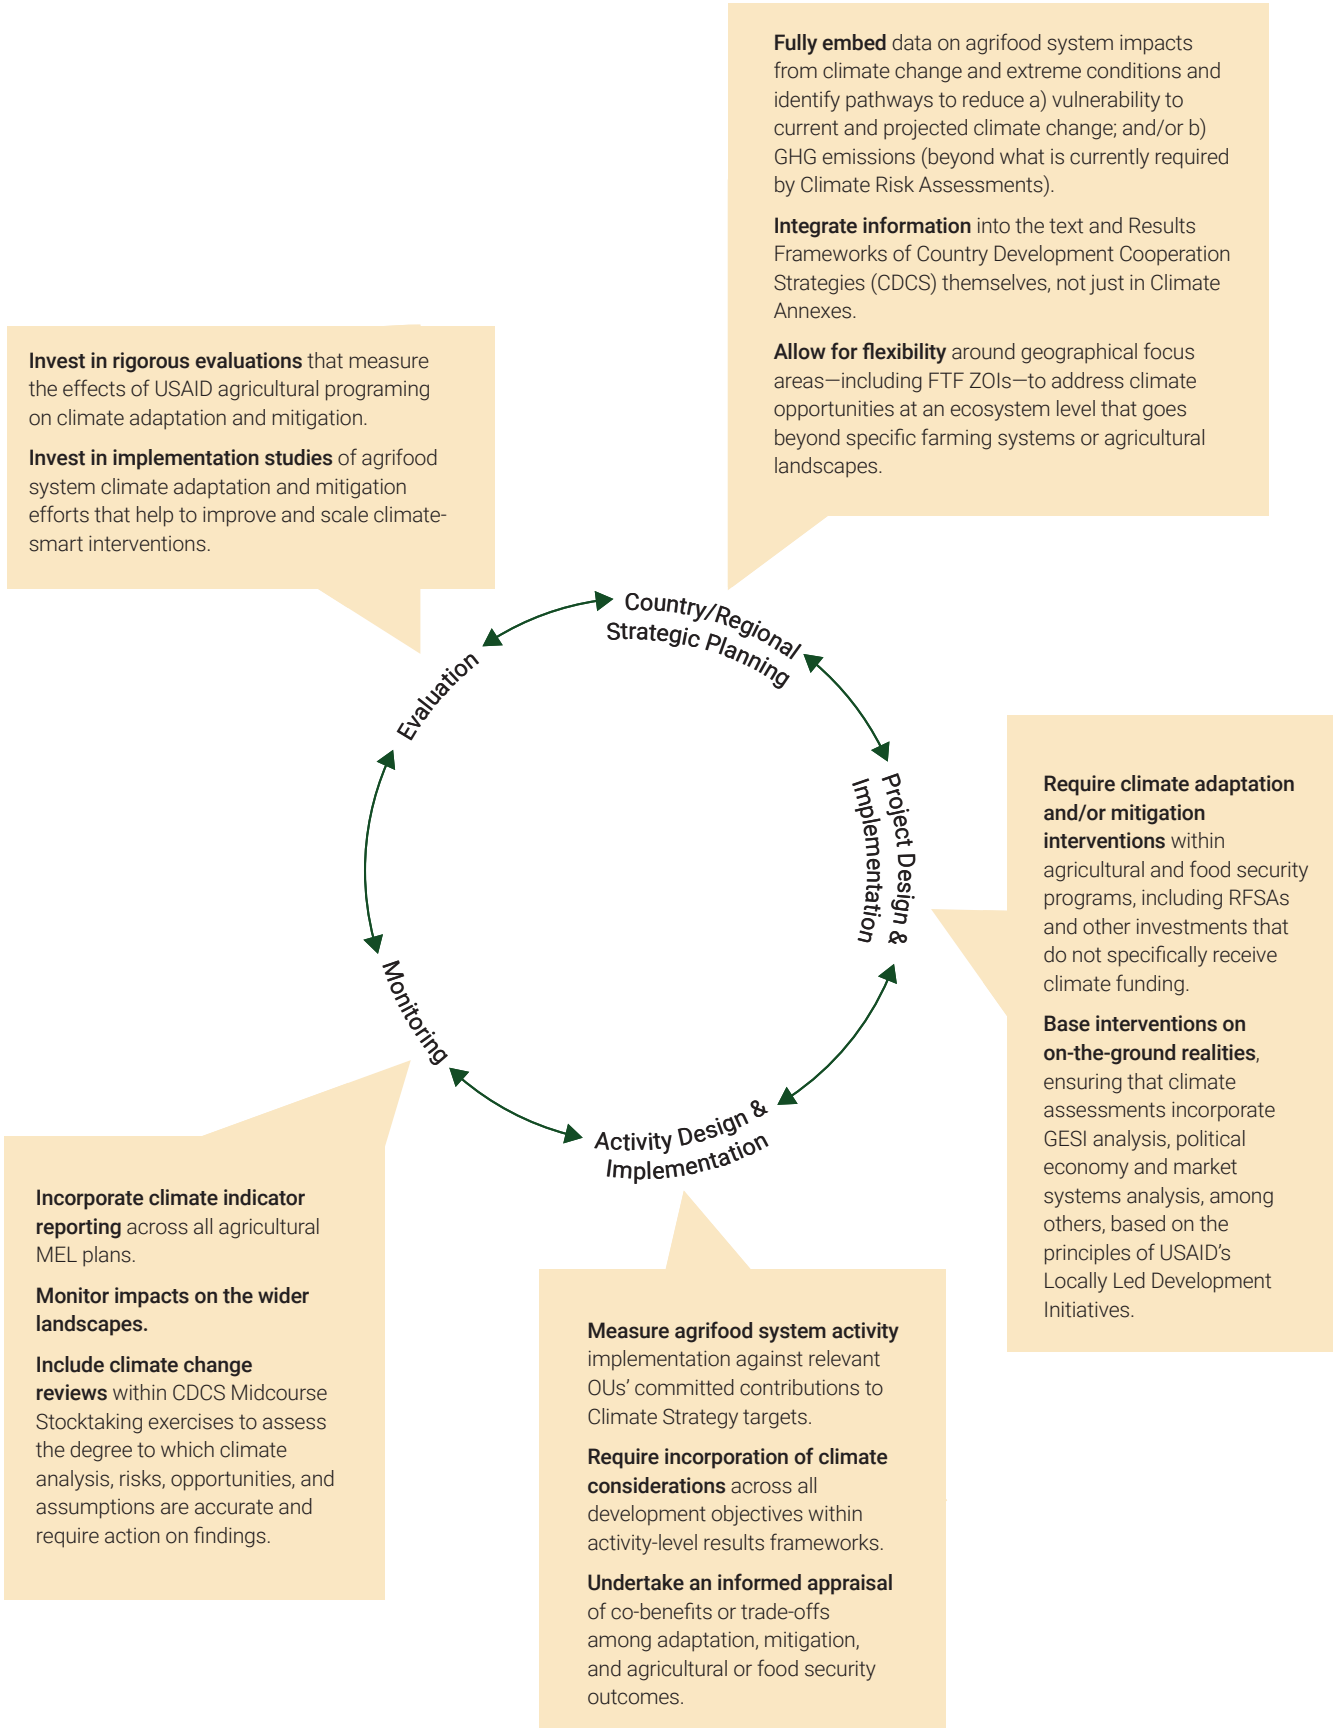 Fully embed data on agrifood system impacts
from climate change and extreme conditions and
identify pathways to reduce a) vulnerability to
current and projected climate change; and/or b)
GHG emissions (beyond what is currently required
by Climate Risk Assessments).
Integrate information into the text and Results
Frameworks of Country Development Cooperation
Strategies (CDCS) themselves, not just in Climate
Annexes.
Allow for flexibility around geographical focus
areas—including FTF ZOIs—to address climate
opportunities at an ecosystem level that goes
beyond specific farming systems or agricultural
landscapes.
Invest in rigorous evaluations that measure
the effects of USAID agricultural programing
on climate adaptation and mitigation.
Invest in implementation studies of agrifood
system climate adaptation and mitigation
efforts that help to improve and scale climate-
smart interventions.
Country/Regional
Strategic Planning
Evaluation
Project Design &
Implementation
Monitoring
Activity Design &
Implementation
Require climate adaptation
and/or mitigation
interventions within
agricultural and food security
programs, including RFSAs
and other investments that
do not specifically receive
climate funding.
Base interventions on
on-the-ground realities,
ensuring that climate
assessments incorporate
GESI analysis, political
economy and market
systems analysis, among
others, based on the
principles of USAID’s
Locally Led Development
Initiatives.
Incorporate climate indicator
reporting across all agricultural
MEL plans.
Monitor impacts on the wider
landscapes.
Include climate change
reviews within CDCS Midcourse
Stocktaking exercises to assess
the degree to which climate
analysis, risks, opportunities, and
assumptions are accurate and
require action on findings.
Measure agrifood system activity
implementation against relevant
OUs’ committed contributions to
Climate Strategy targets.
Require incorporation of climate
considerations across all
development objectives within
activity-level results frameworks.
Undertake an informed appraisal
of co-benefits or trade-offs
among adaptation, mitigation,
and agricultural or food security
outcomes.